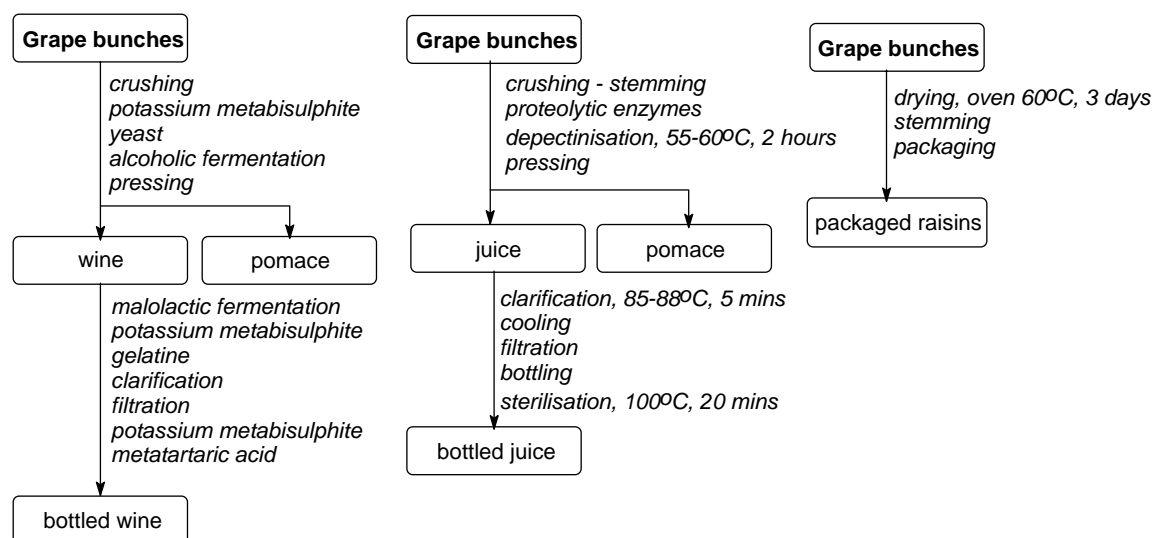 Grape bunches
crushing
potassium metabisulphite
yeast
alcoholic fermentation
pressing
wine
pomace
malolactic fermentation
potassium metabisulphite
gelatine
clarification
filtration
potassium metabisulphite
metatartaric acid
bottled wine
Grape bunches
crushing - stemming
proteolytic enzymes
depectinisation, 55-60ºC, 2 hours
pressing
juice
pomace
clarification, 85-88ºC, 5 mins
cooling
filtration
bottling
sterilisation, 100ºC, 20 mins
bottled juice
Grape bunches
drying, oven 60ºC, 3 days
stemming
packaging
packaged raisins